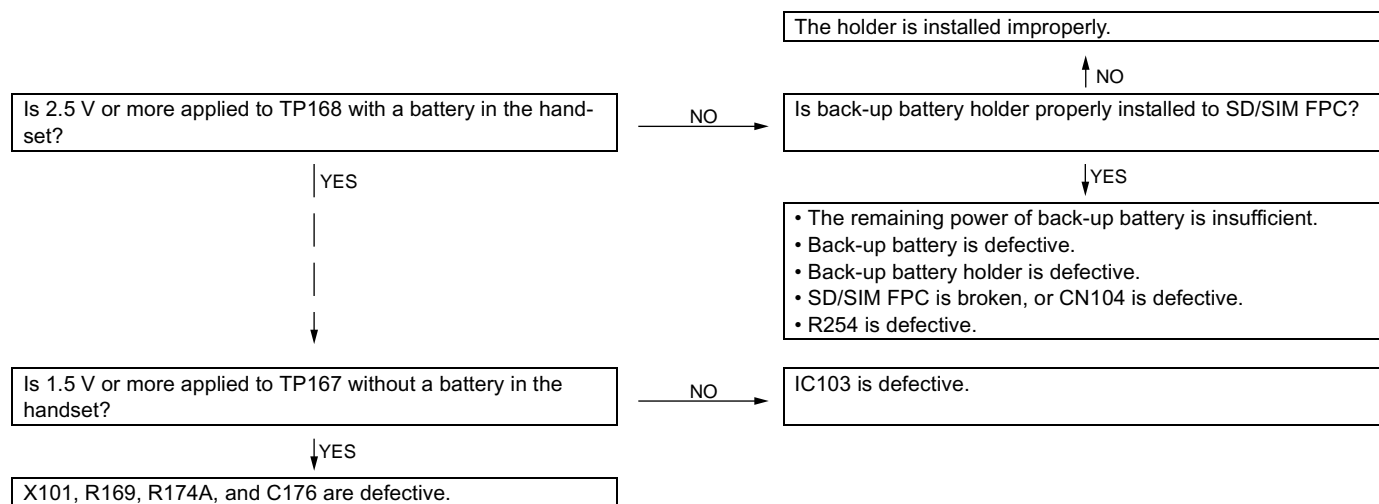 The holder is installed improperly.
NO
Is 2.5 V or more applied to TP168 with a battery in the hand-
set?
NO
Is back-up battery holder properly installed to SD/SIM FPC?
YES
YES
• The remaining power of back-up battery is insufficient.
• Back-up battery is defective.
• Back-up battery holder is defective.
• SD/SIM FPC is broken, or CN104 is defective.
• R254 is defective.
Is 1.5 V or more applied to TP167 without a battery in the
handset?
NO
IC103 is defective.
YES
X101, R169, R174A, and C176 are defective.